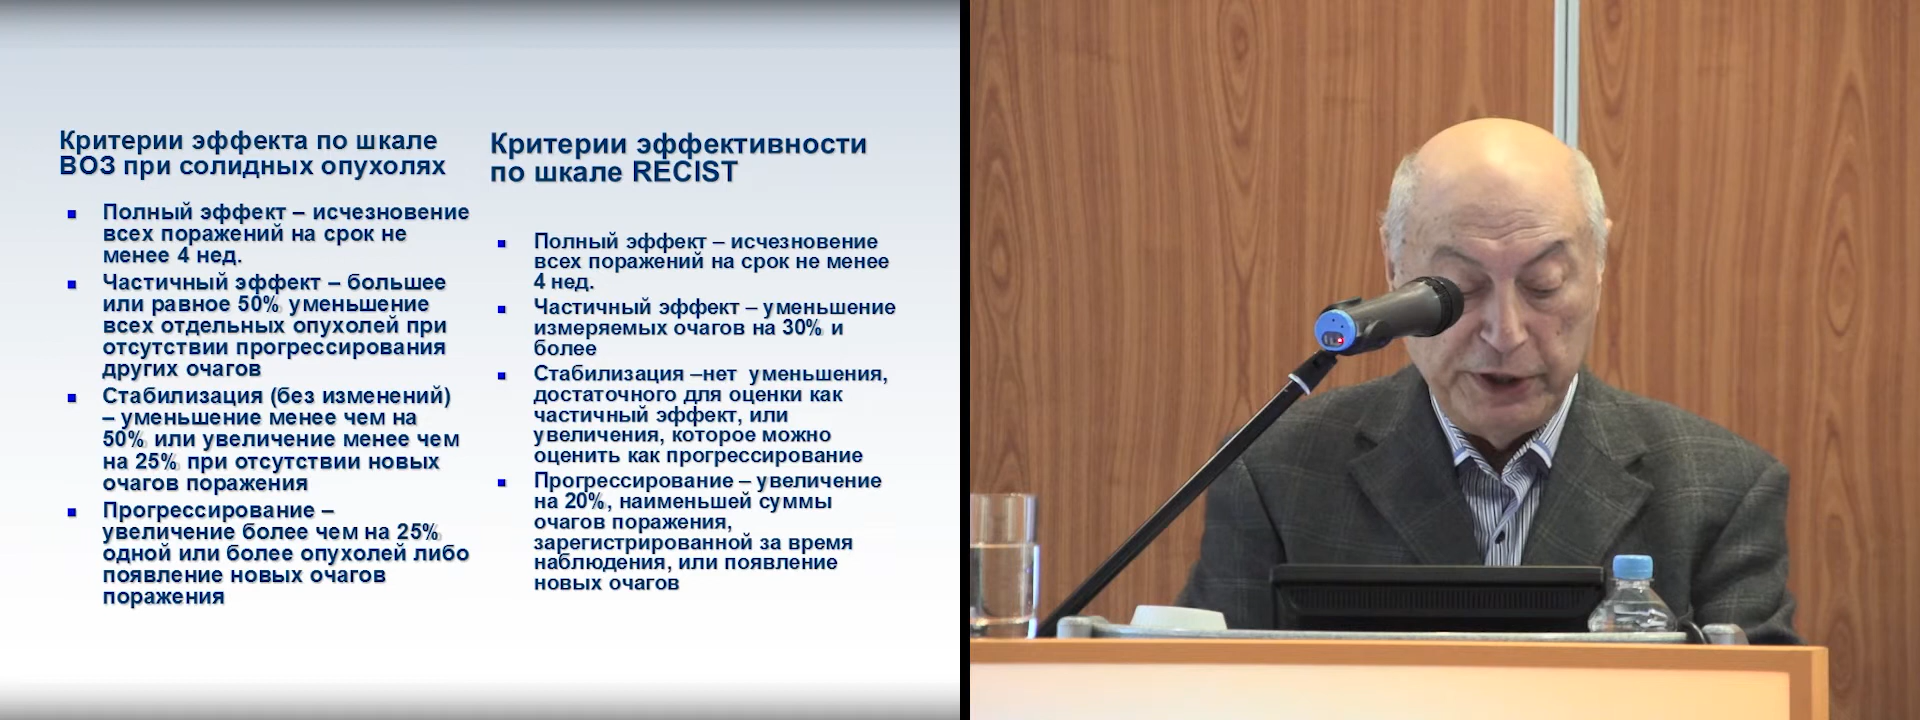 Критерии эффекта по шкале
ВОЗ при солидных опухолях
Полный эффект – исчезновение
всех поражений на срок не
менее 4 нед.
Частичный эффект – большее
или равное 50% уменьшение
всех отдельных опухолей при
отсутствии прогрессирования
других очагов
Стабилизация (без изменений)
– уменьшение менее чем на
50% или увеличение менее чем
на 25% при отсутствии новых
очагов поражения
Прогрессирование –
увеличение более чем на 25%
одной или более опухолей либо
появление новых очагов
поражения
Критерии эффективности
по шкале RECIST
Полный эффект – исчезновение
всех поражений на срок не менее
4 нед.
Частичный эффект – уменьшение
измеряемых очагов на 30% и
более
Стабилизация –нет уменьшения,
достаточного для оценки как
частичный эффект, или
увеличения, которое можно
оценить как прогрессирование
Прогрессирование – увеличение
на 20%, наименьшей суммы
очагов поражения,
зарегистрированной за время
наблюдения, или появление
новых очагов